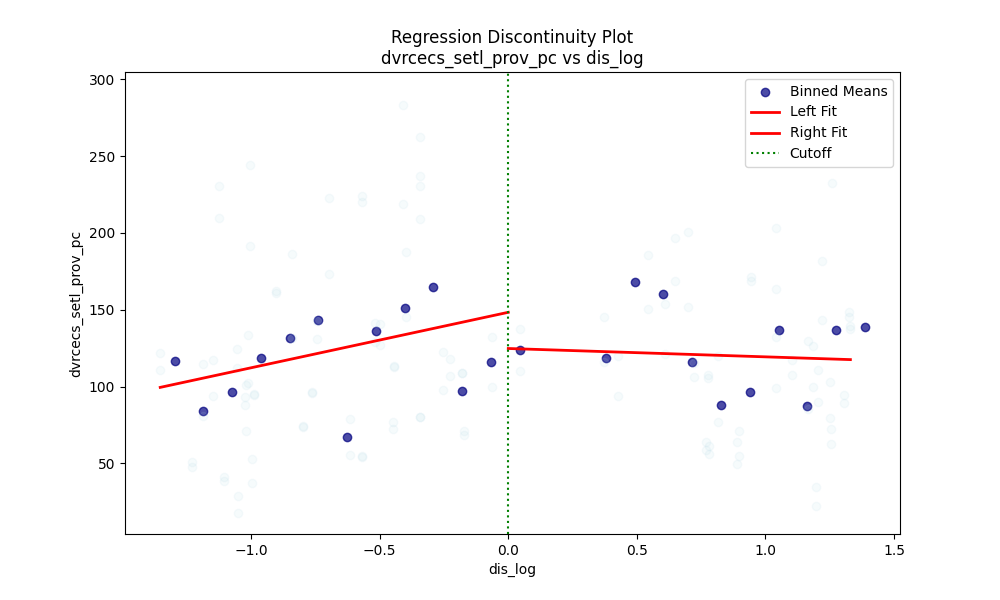 Regression Discontinuity Plot
dvrcecs_setl_prov_pc vs dis_log
300
250
200
150
100
50
dvrcecs_setl_prov_pc
Binned Means
Left Fit
Right Fit
Cutoff
−1.0
−0.5
0.0
0.5
1.0
1.5
dis_log